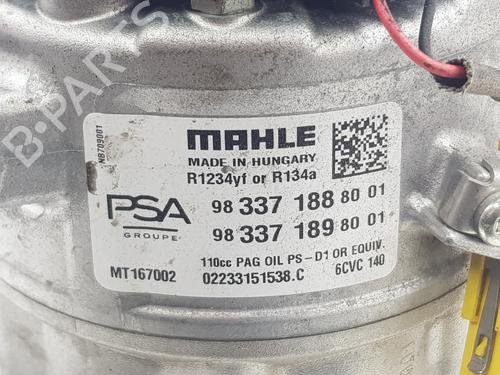 B-PARTS
NB709001
MAHLE
MADE IN HUNGARY
R1234yf or R134a
PSA
GROUPE
98 337 188 80 01
98 337 189 80 01
110cc PAG OIL PS-D1 OR EQUIV.
MT167002
02233151538.C
6CVC 140